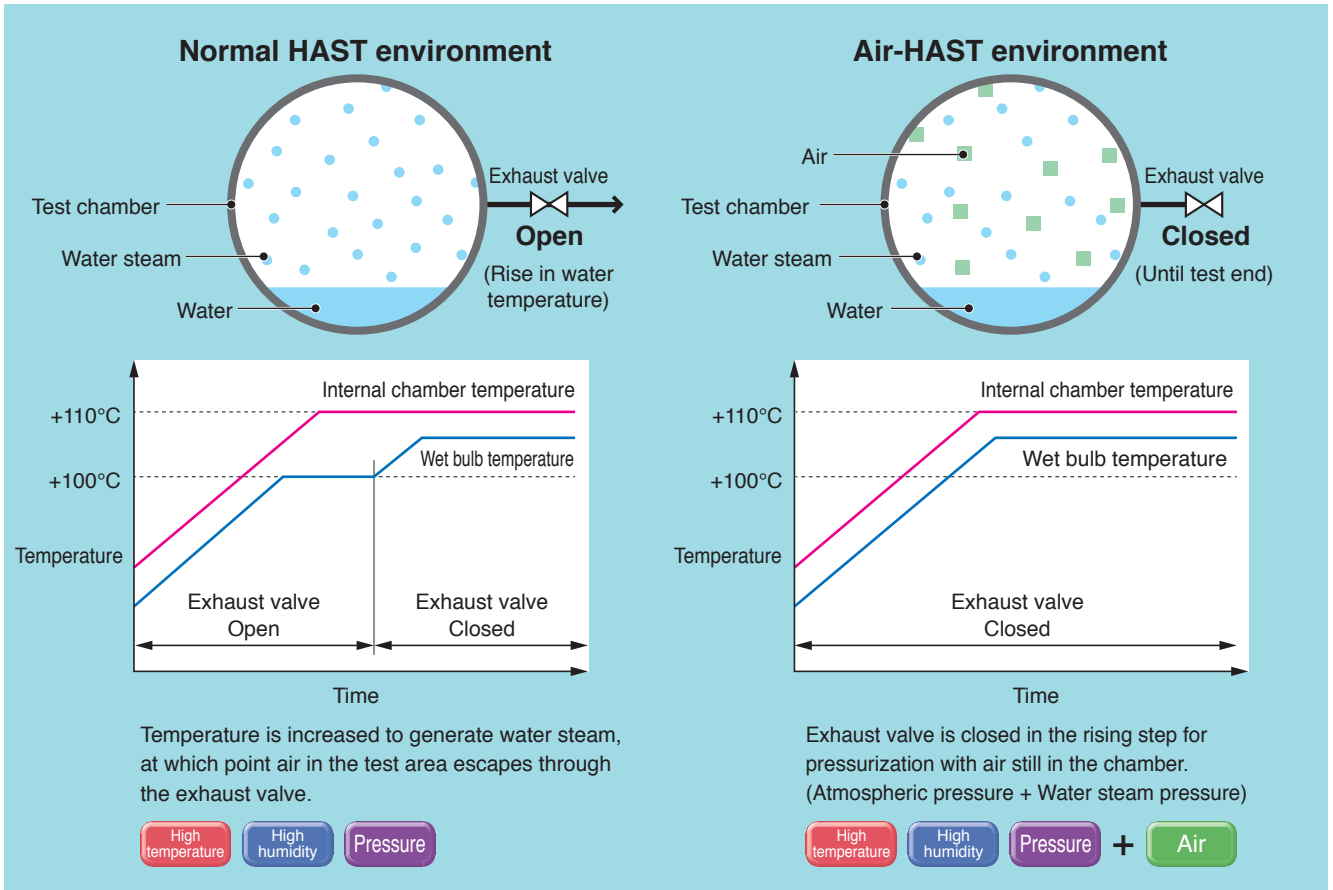 Normal HAST environment
Test chamber
Water steam
Water
Exhaust valve
Open
(Rise in water
temperature)
+110°C
+100°C
Temperature
Internal chamber temperature
Wet bulb temperature
Exhaust valve
Open
Exhaust valve
Closed
Time
Temperature is increased to generate water steam,
at which point air in the test area escapes through
the exhaust valve.
High
temperature
High
humidity
Pressure
Air-HAST environment
Air
Test chamber
Water steam
Water
Exhaust valve
Closed
(Until test end)
+110°C
+100°C
Temperature
Internal chamber temperature
Wet bulb temperature
Exhaust valve
Closed
Time
Exhaust valve is closed in the rising step for
pressurization with air still in the chamber.
(Atmospheric pressure + Water steam pressure)
High
temperature
High
humidity
Pressure
+
Air